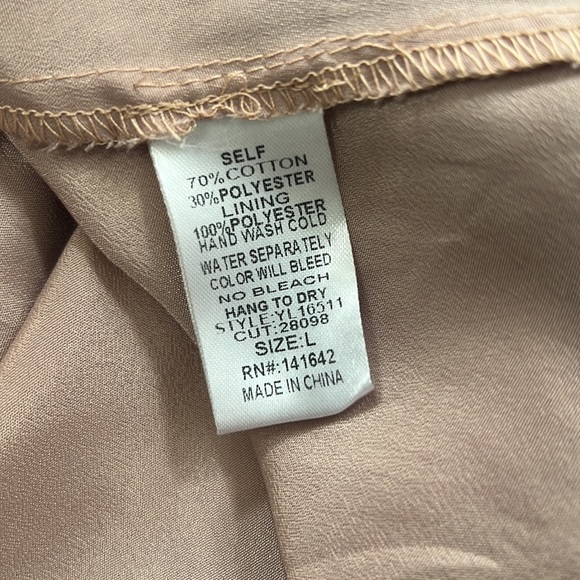 SELF
70%COTTON
30%POLYESTER
LINING
100%POLYESTER
HAND WASH COLD
WATER SEPARATELY
COLOR WILL BLEED
NO BLEACH
HANG TO DRY
STYLE:YL16511
CUT:28098
SIZE:L
RN#:141642
MADE IN CHINA